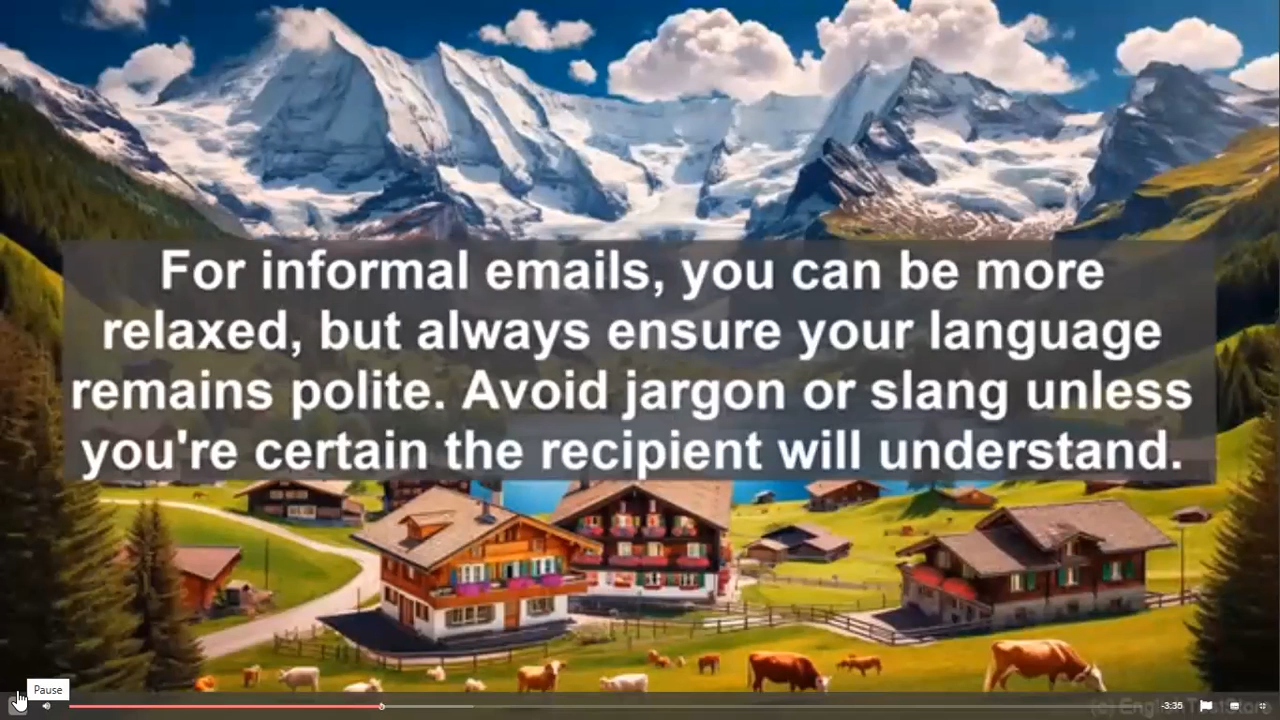 For informal emails, you can be more
relaxed, but always ensure your language
remains polite. Avoid jargon or slang unless
you're certain the recipient will understand.
Pause
-3:35